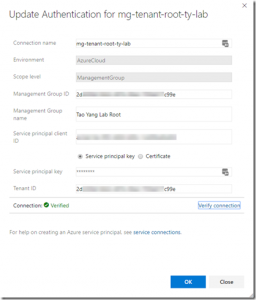 Update Authentication for mg-tenant-root-ty-lab
Connection name
mg-tenant-root-ty-lab
Environment
AzureCloud
Scope level
ManagementGroup
Management Group ID
2d c99e
Management Group name
Tao Yang Lab Root
Service principal client ID
Service principal key
Certificate
Service principal key
********
Tenant ID
2d c99e
Connection: Verified
Verify connection
For help on creating an Azure service principal, see service connections.
OK
Close